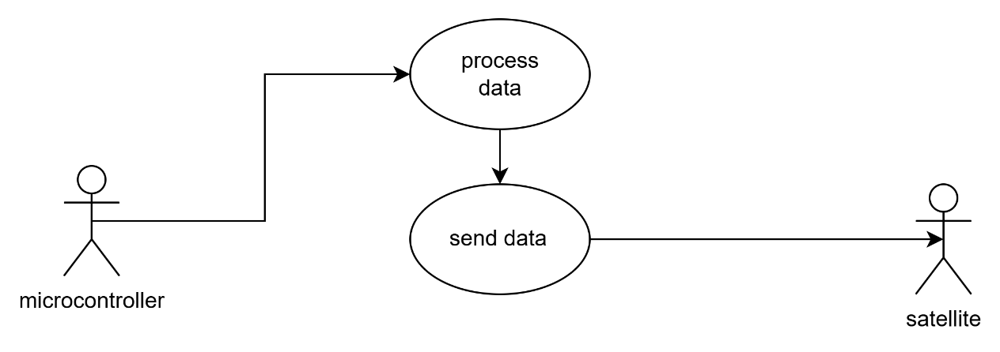 process
data
send data
microcontroller
satellite